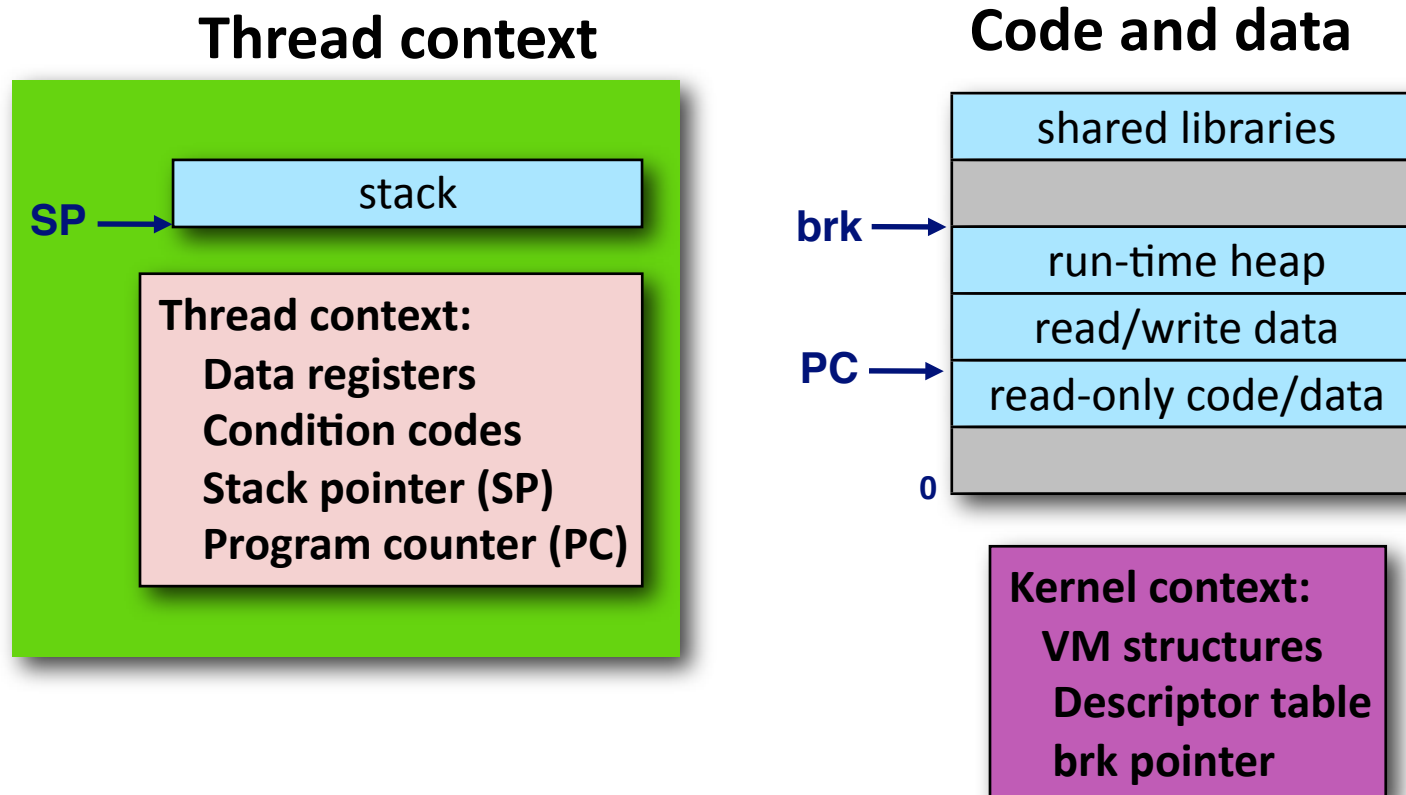 Thread context
stack
SP
Thread context:
Data registers
Condition codes
Stack pointer (SP)
Program counter (PC)
Code and data
shared libraries
brk
run-time heap
read/write data
PC
read-only code/data
0
Kernel context:
VM structures
Descriptor table
brk pointer